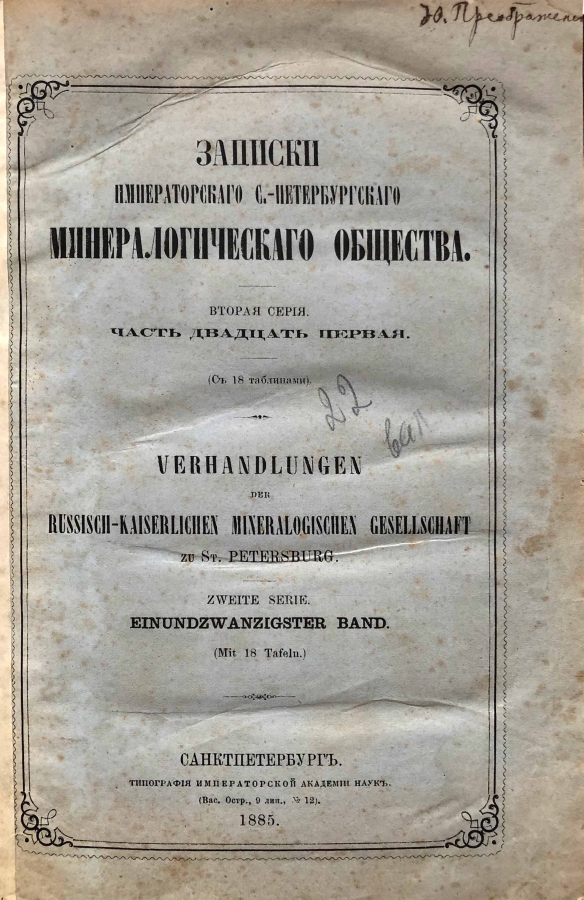 Ю. Преображенс
ЗАПИСКИ
ИМПЕРАТОРСКАГО С.-ПЕТЕРБУРГСКАГО
МИНЕРАЛОГИЧЕСКАГО ОБЩЕСТВА.
ВТОРАЯ СЕРІЯ.
ЧАСТЬ ДВАДЦАТЬ ПЕРВАЯ.
(Съ 18 таблицами).
22
VERHANDLUNGEN
DER
RUSSISCH-KAISERLICHEN MINERALOGISCHEN GESELLSCHAFT
ZU ST. PETERSBURG.
ZWEITE SERIE.
EINUNDZWANZIGSTER BAND.
(Mit 18 Tafeln.)
САНКТПЕТЕРБУРГЪ.
ТИПОГРАФІЯ ИМПЕРАТОРСКОЙ АКАДЕМІИ НАУКЪ.
(Вас. Остр., 9 лин., № 12).
1885.